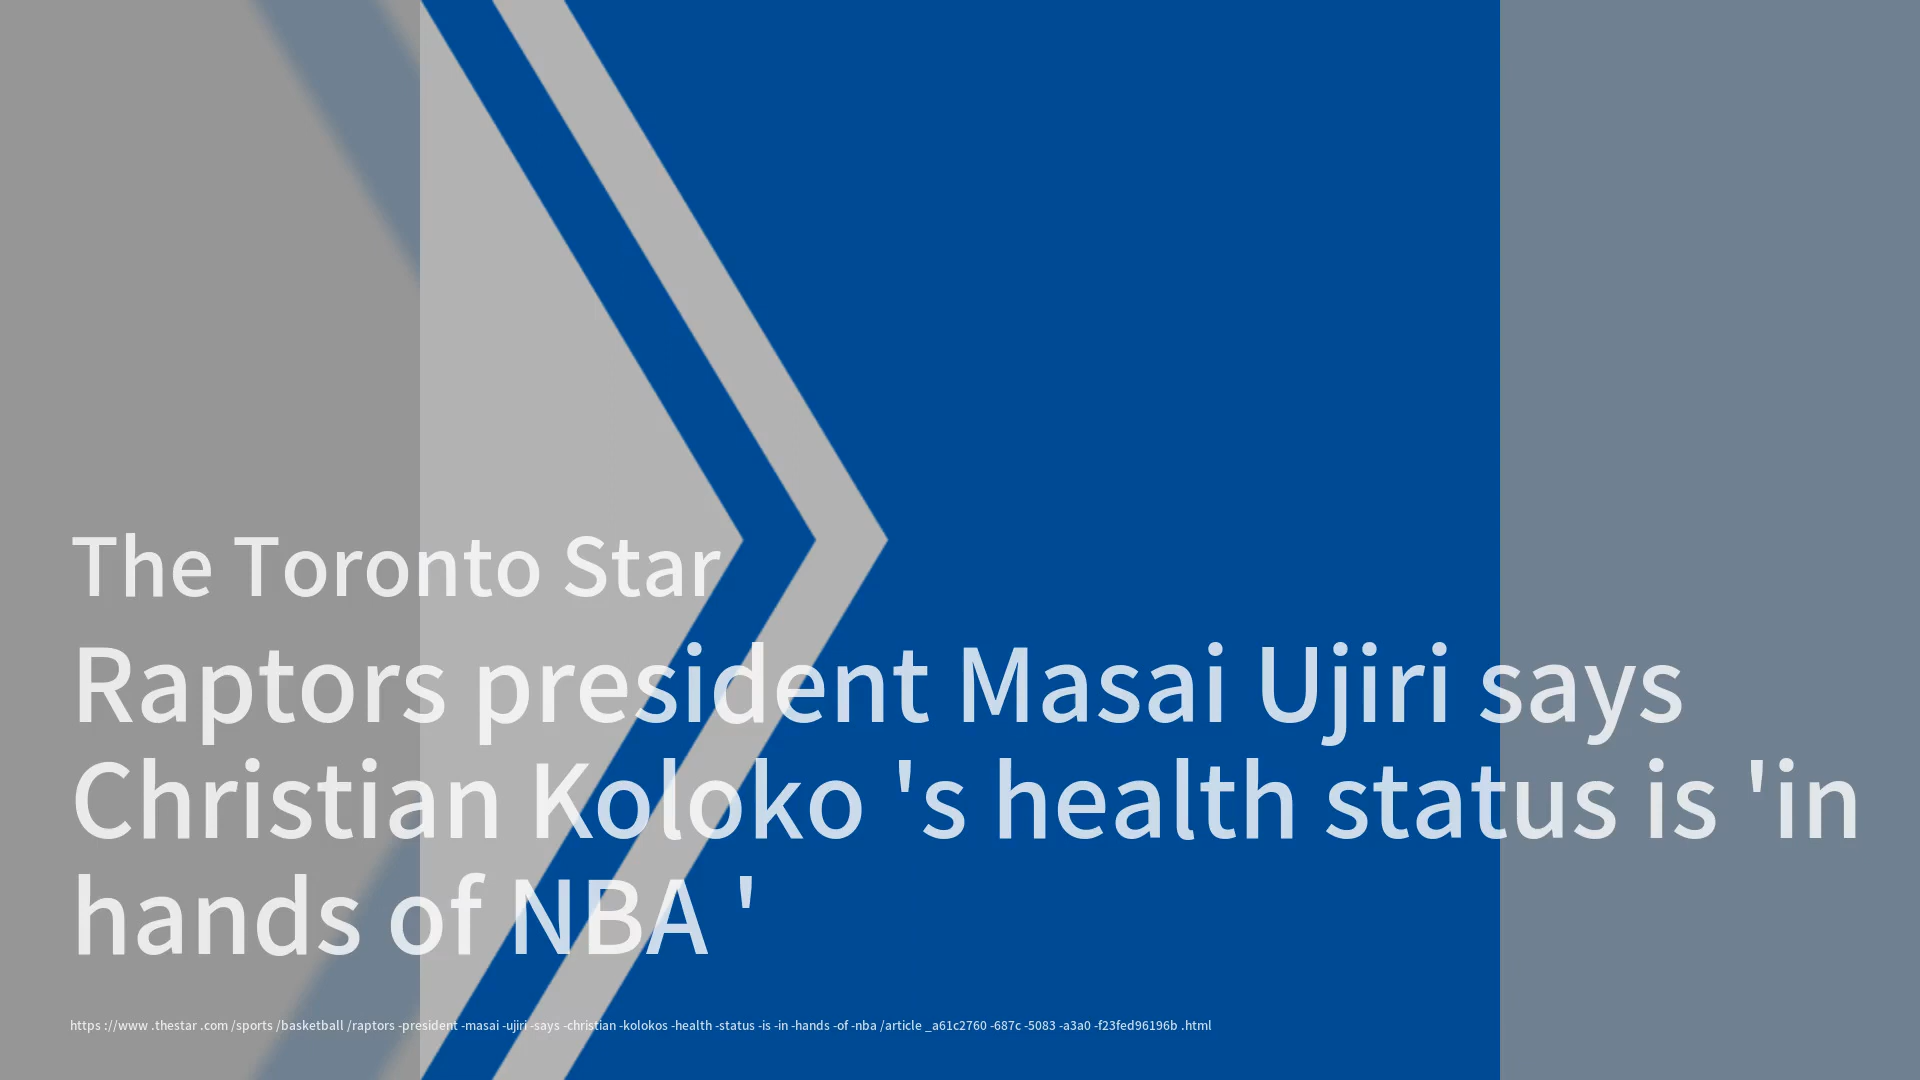 The Toronto Star
Raptors president Masai Ujiri says
Christian Koloko 's health status is 'in
hands of NBA '
https ://www .thestar .com /sports /basketball /raptors -president -masai -ujiri -says -christian -kolokos -health -status -is -in -hands -of -nba /article _a61c2760 -687c -5083 -a3a0 -f23fed96196b .html